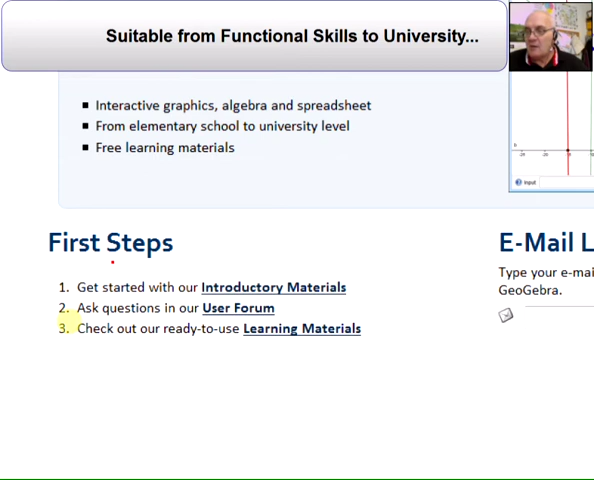 Suitable from Functional Skills to University...
Interactive graphics, algebra and spreadsheet
From elementary school to university level
Free learning materials
Input
First Steps
1. Get started with our Introductory Materials
2. Ask questions in our User Forum
3. Check out our ready-to-use Learning Materials
E-Mail L
Type your e-mai
GeoGebra.